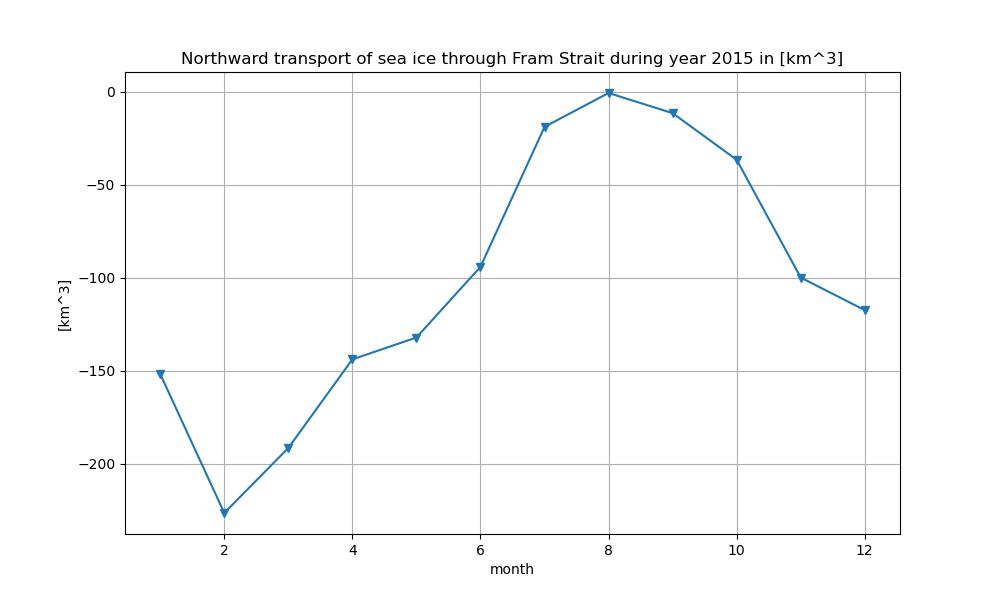 Northward transport of sea ice through Fram Strait during year 2015 in [km^3]
0
−50
−100
−150
−200
[km^3]
2 4 6 8 10 12
month